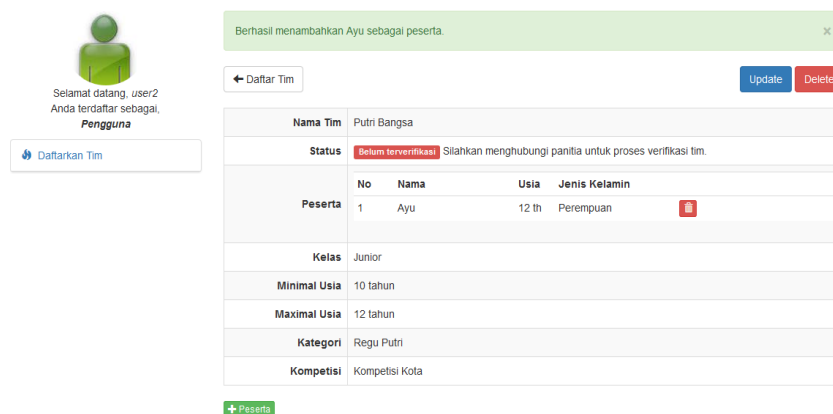 Berhasil menambahkan Ayu sebagai peserta.
×
Daftar Tim
Update
Delete
Selamat datang, user2
Anda terdaftar sebagai,
Pengguna
Daftarkan Tim
Nama Tim Putri Bangsa
Status Belum terverifikasi Silahkan menghubungi panitia untuk proses verifikasi tim.
Peserta
No Nama Usia Jenis Kelamin
1 Ayu 12 th Perempuan
Kelas Junior
Minimal Usia 10 tahun
Maximal Usia 12 tahun
Kategori Regu Putri
Kompetisi Kompetisi Kota
+ Peserta